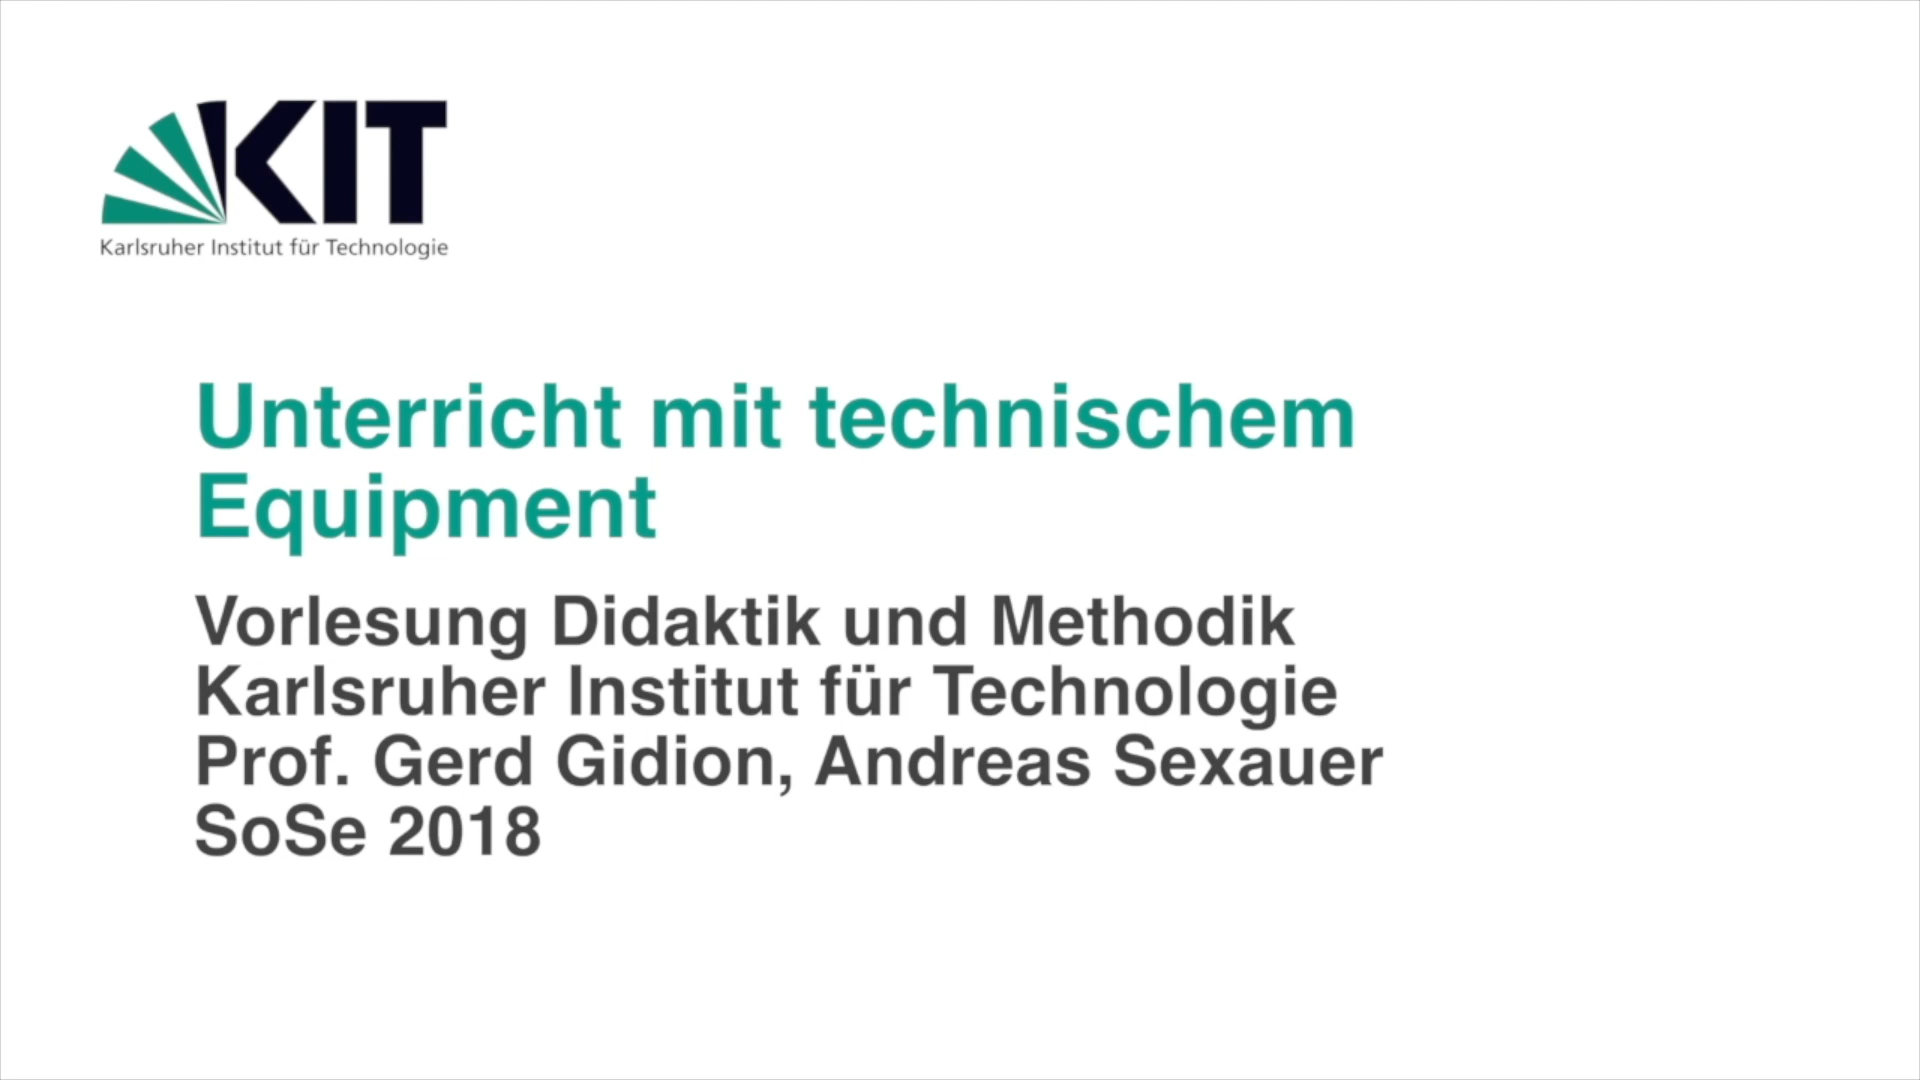 KIT
Karlsruher Institut für Technologie
Unterricht mit technischem
Equipment
Vorlesung Didaktik und Methodik
Karlsruher Institut für Technologie
Prof. Gerd Gidion, Andreas Sexauer
SoSe 2018